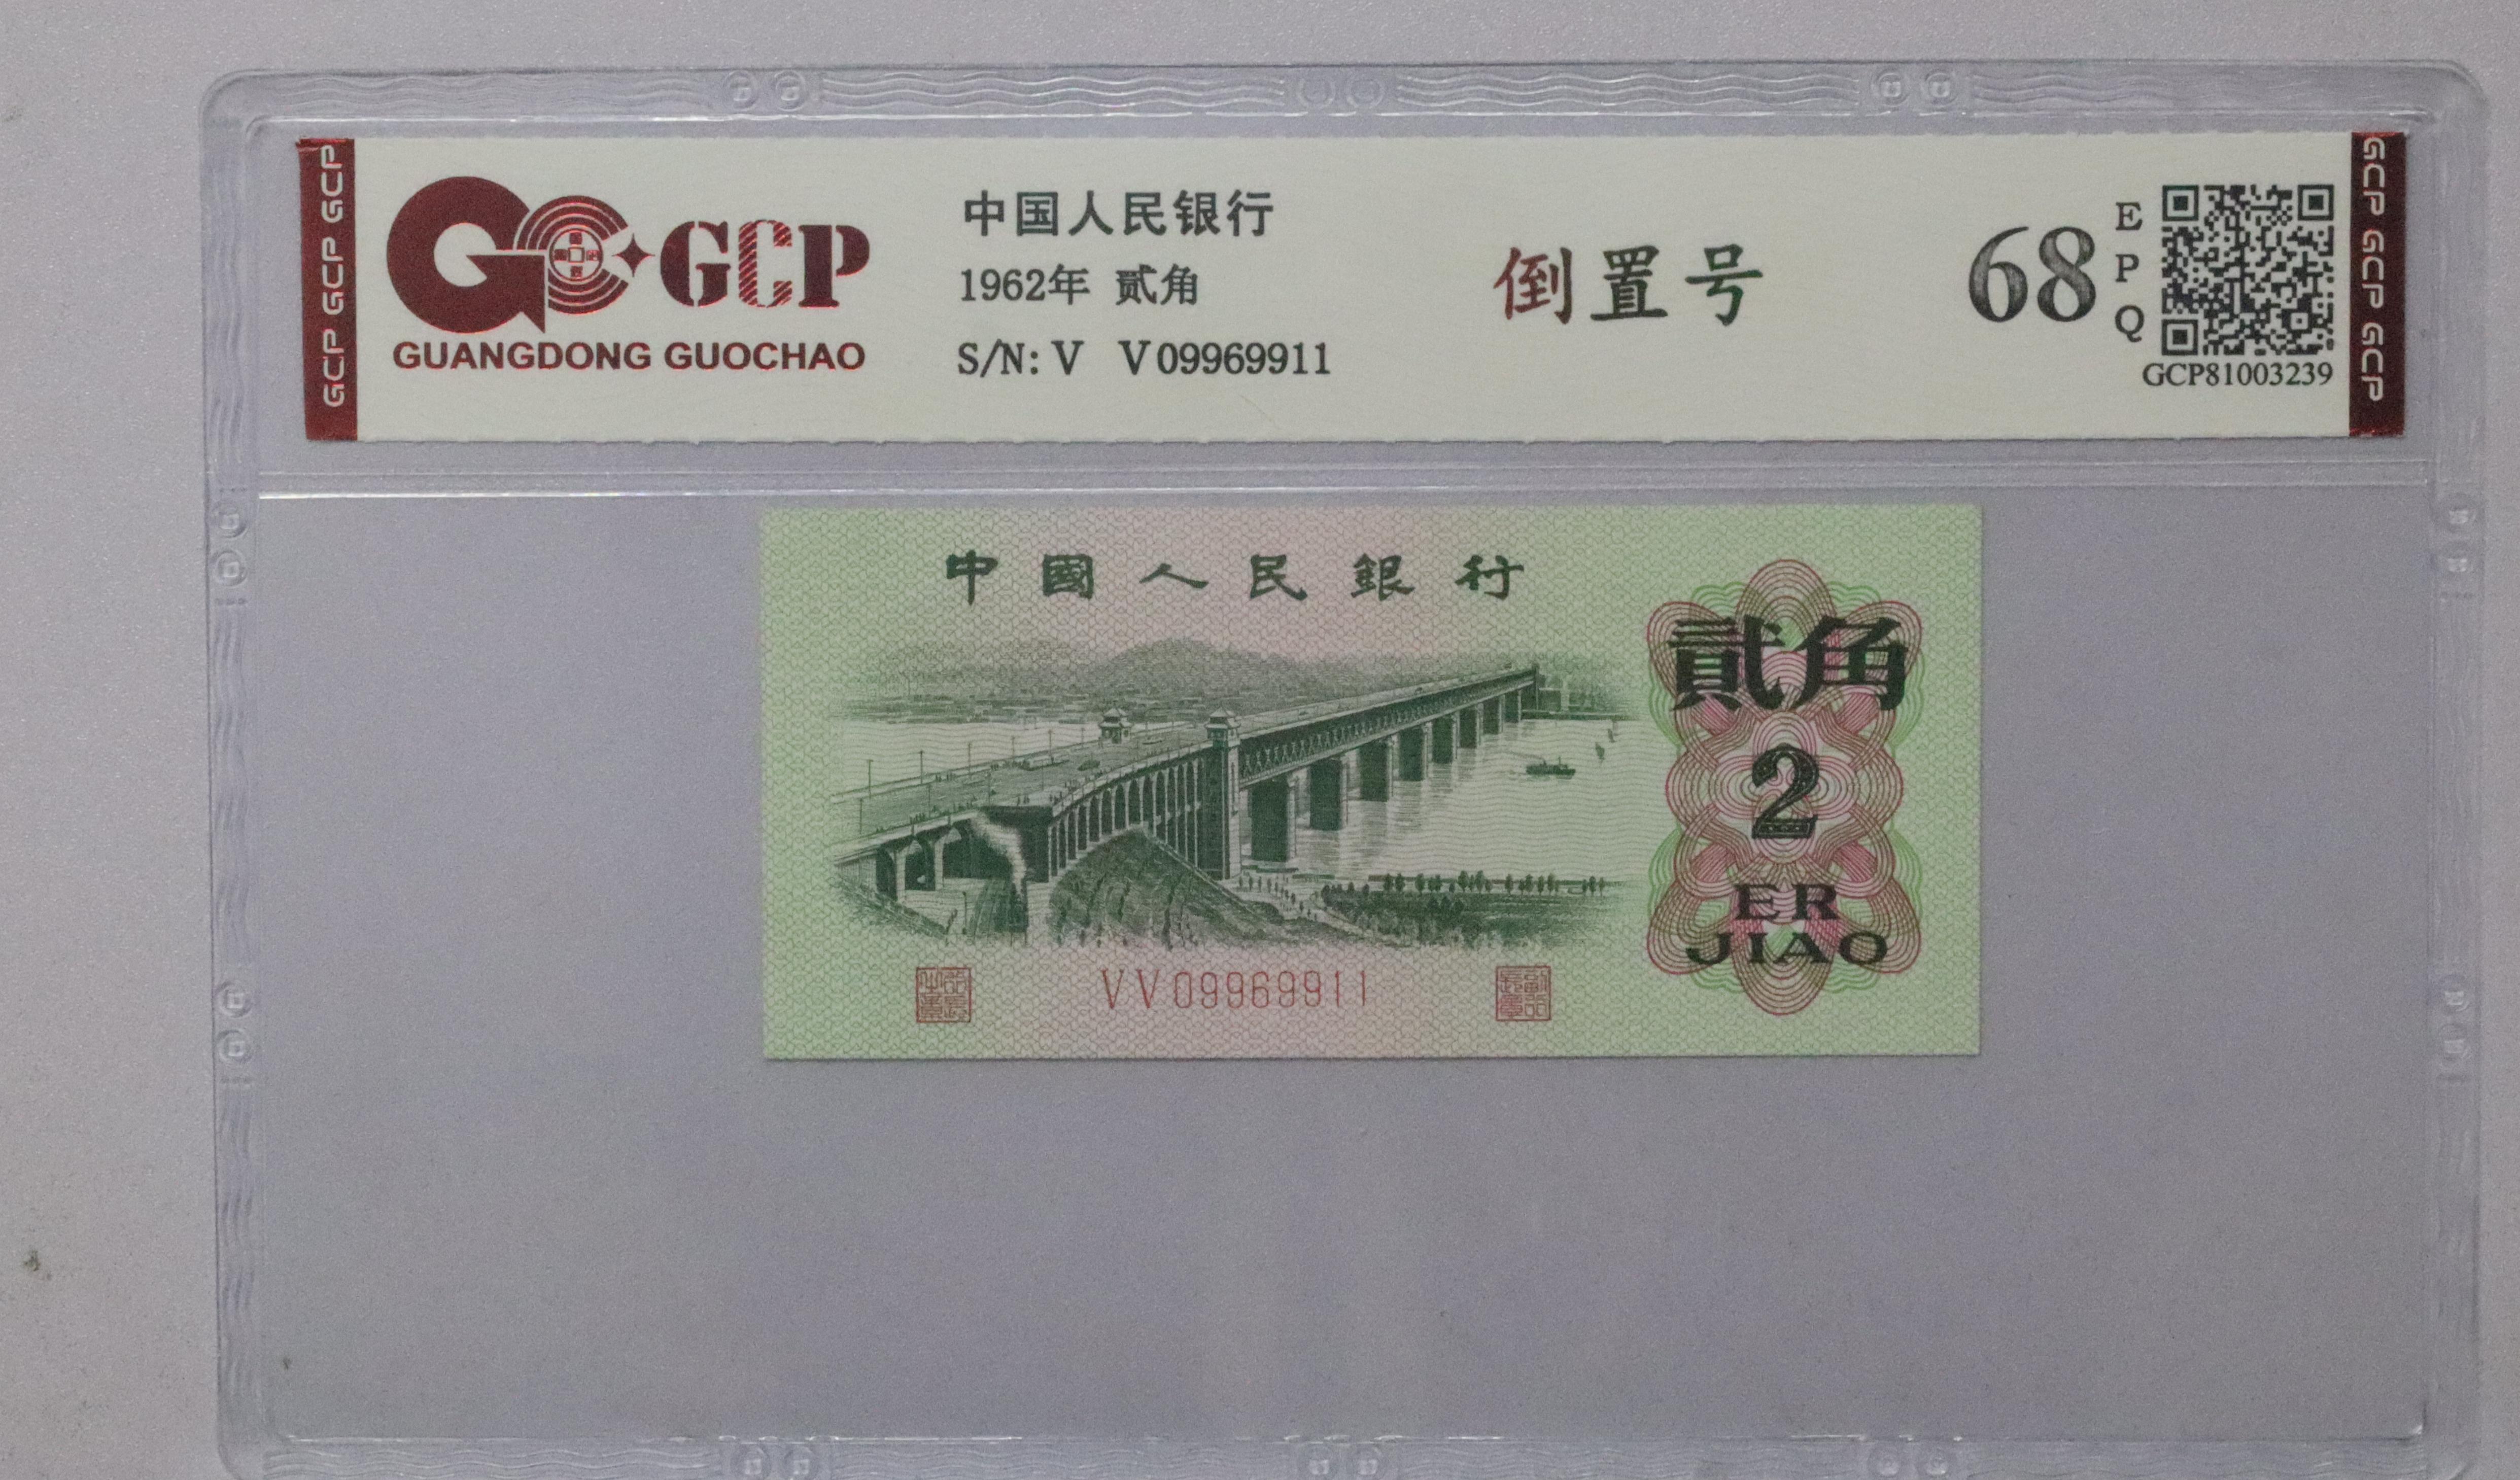 GCP GCP GCP
GCP
GUANGDONG GUOCHAO
中国人民银行
1962年 贰角
S/N: V V09969911
倒置号
68
E
P
Q
GCP81003239
GCP GCP GCP
中國人民銀行
貳角
2
ER
JIAO
VV09969911